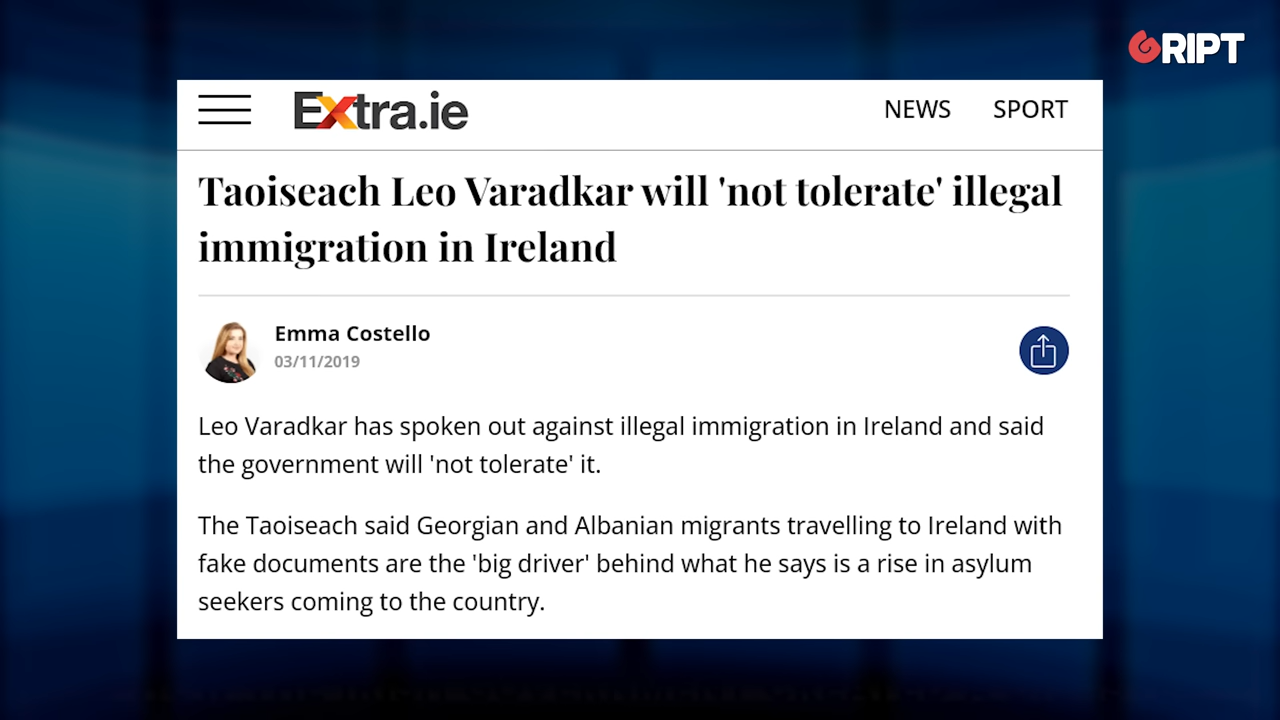 GRIPT
Extra.ie
NEWS SPORT
Taoiseach Leo Varadkar will 'not tolerate' illegal
immigration in Ireland
Emma Costello
03/11/2019
Leo Varadkar has spoken out against illegal immigration in Ireland and said
the government will 'not tolerate' it.
The Taoiseach said Georgian and Albanian migrants travelling to Ireland with
fake documents are the 'big driver' behind what he says is a rise in asylum
seekers coming to the country.